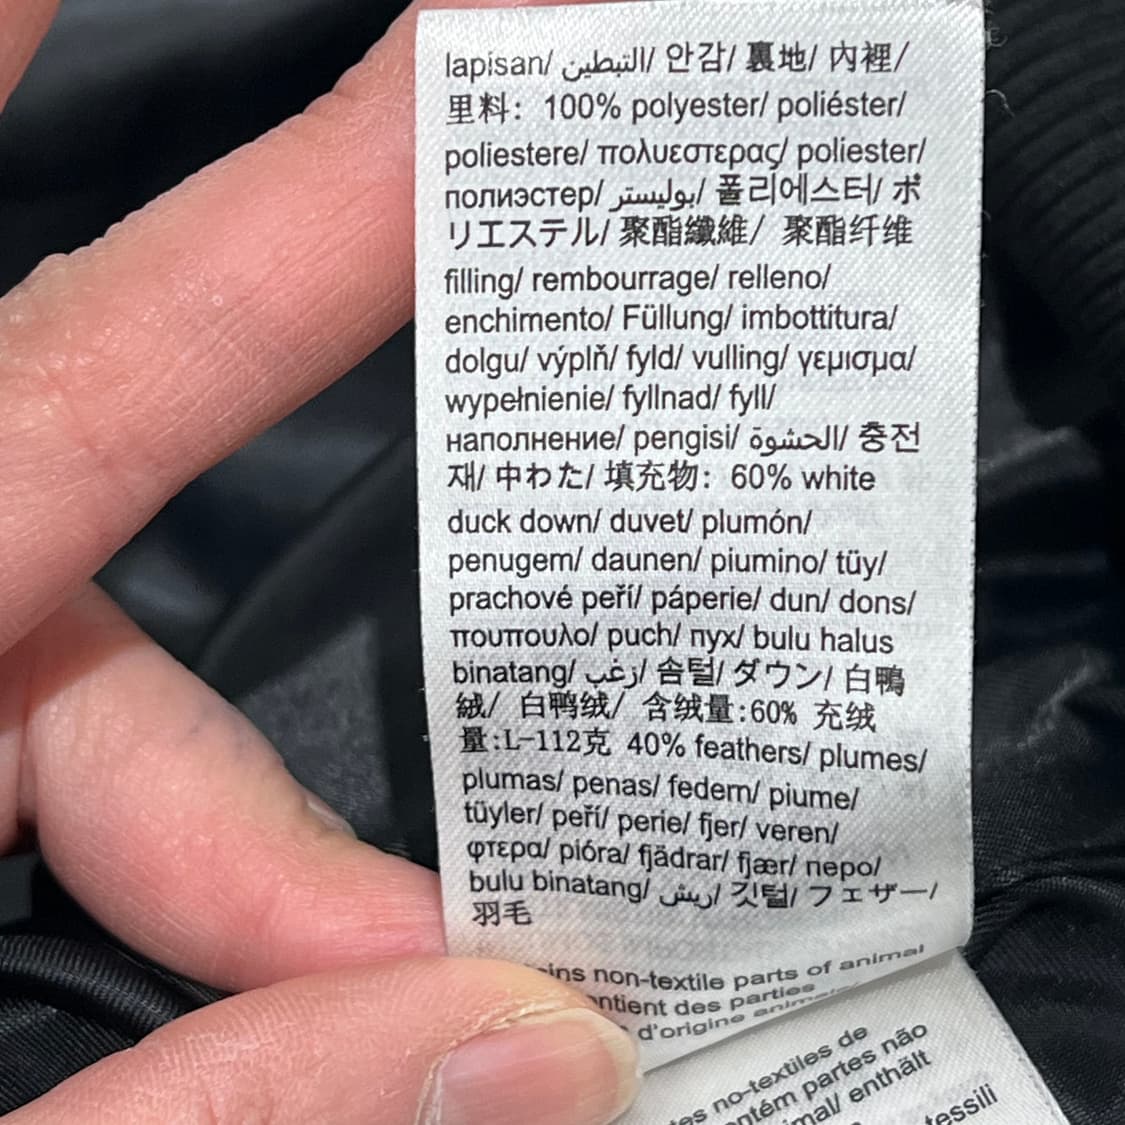 lapisan/ التبطين/ 안감/ 裏地/ 內裡/
里料: 100% polyester/ poliéster/
poliestere/ πολυεστερας/ poliester/
полиэстер/ بوليستر/ 폴리에스터/ ポ
リエステル/ 聚酯纖維/ 聚酯纤维
filling/ rembourrage/ relleno/
enchimento/ Füllung/ imbottitura/
dolgu/ výplň/ fyld/ vulling/ γεμισμα/
wypełnienie/ fyllnad/ fyll/
наполнение/ pengisi/ الحشوة/ 충전
재/ 中わた/ 填充物: 60% white
duck down/ duvet/ plumón/
penugem/ daunen/ piumino/ tüy/
prachové peří/ páperie/ dun/ dons/
πουπουλο/ puch/ пух/ bulu halus
binatang/ زغب/ 솜털/ ダウン/ 白鴨
絨/ 白鸭绒/ 含绒量:60% 充绒
量:L-112克 40% feathers/ plumes/
plumas/ penas/ federn/ piume/
tüyler/ peří/ perie/ fjer/ veren/
φτερα/ pióra/ fjädrar/ fjær/ перо/
bulu binatang/ ريش/ 깃털/ フェザー/
羽毛
non-textile parts of animal
des parties
d'origine
no-textiles de
partes não
enthält